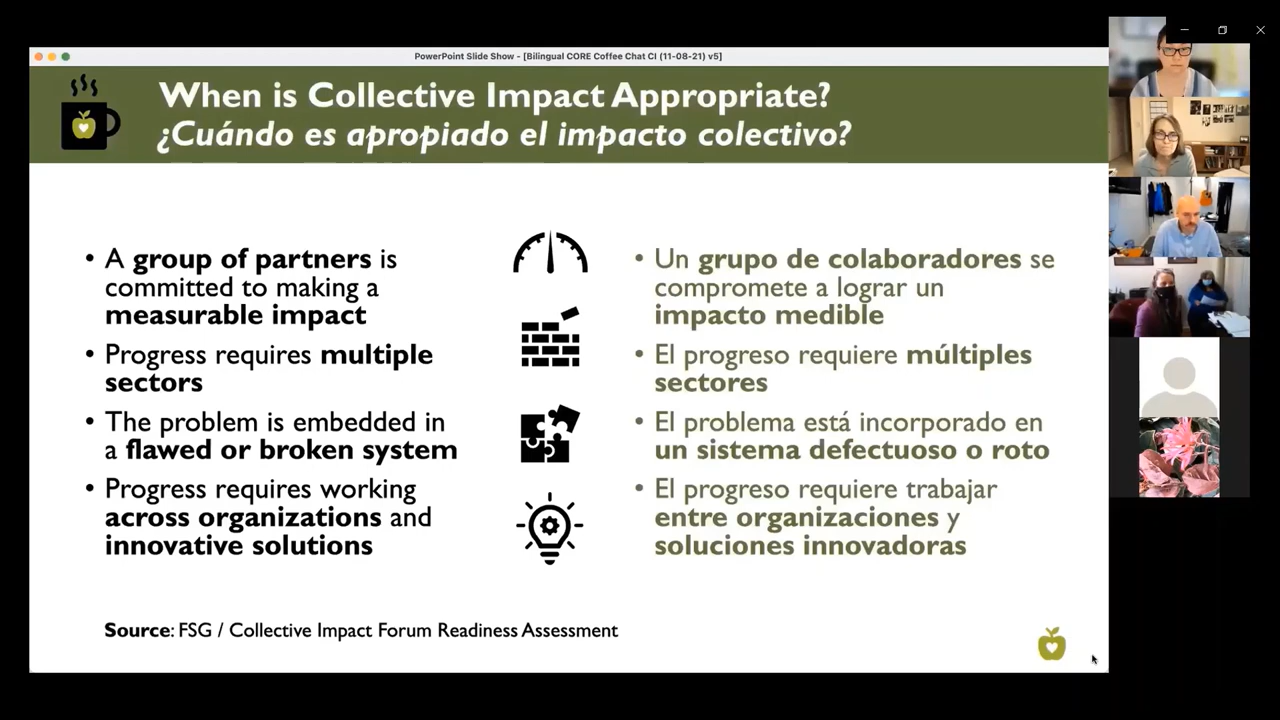 PowerPoint Slide Show - [Bilingual CORE Coffee Chat CI (11-08-21) v5]
When is Collective Impact Appropriate?
¿Cuándo es apropiado el impacto colectivo?
• A group of partners is
committed to making a
measurable impact
• Progress requires multiple
sectors
• The problem is embedded in
a flawed or broken system
• Progress requires working
across organizations and
innovative solutions
• Un grupo de colaboradores se
compromete a lograr un
impacto medible
• El progreso requiere múltiples
sectores
• El problema está incorporado en
un sistema defectuoso o roto
• El progreso requiere trabajar
entre organizaciones y
soluciones innovadoras
Source: FSG / Collective Impact Forum Readiness Assessment